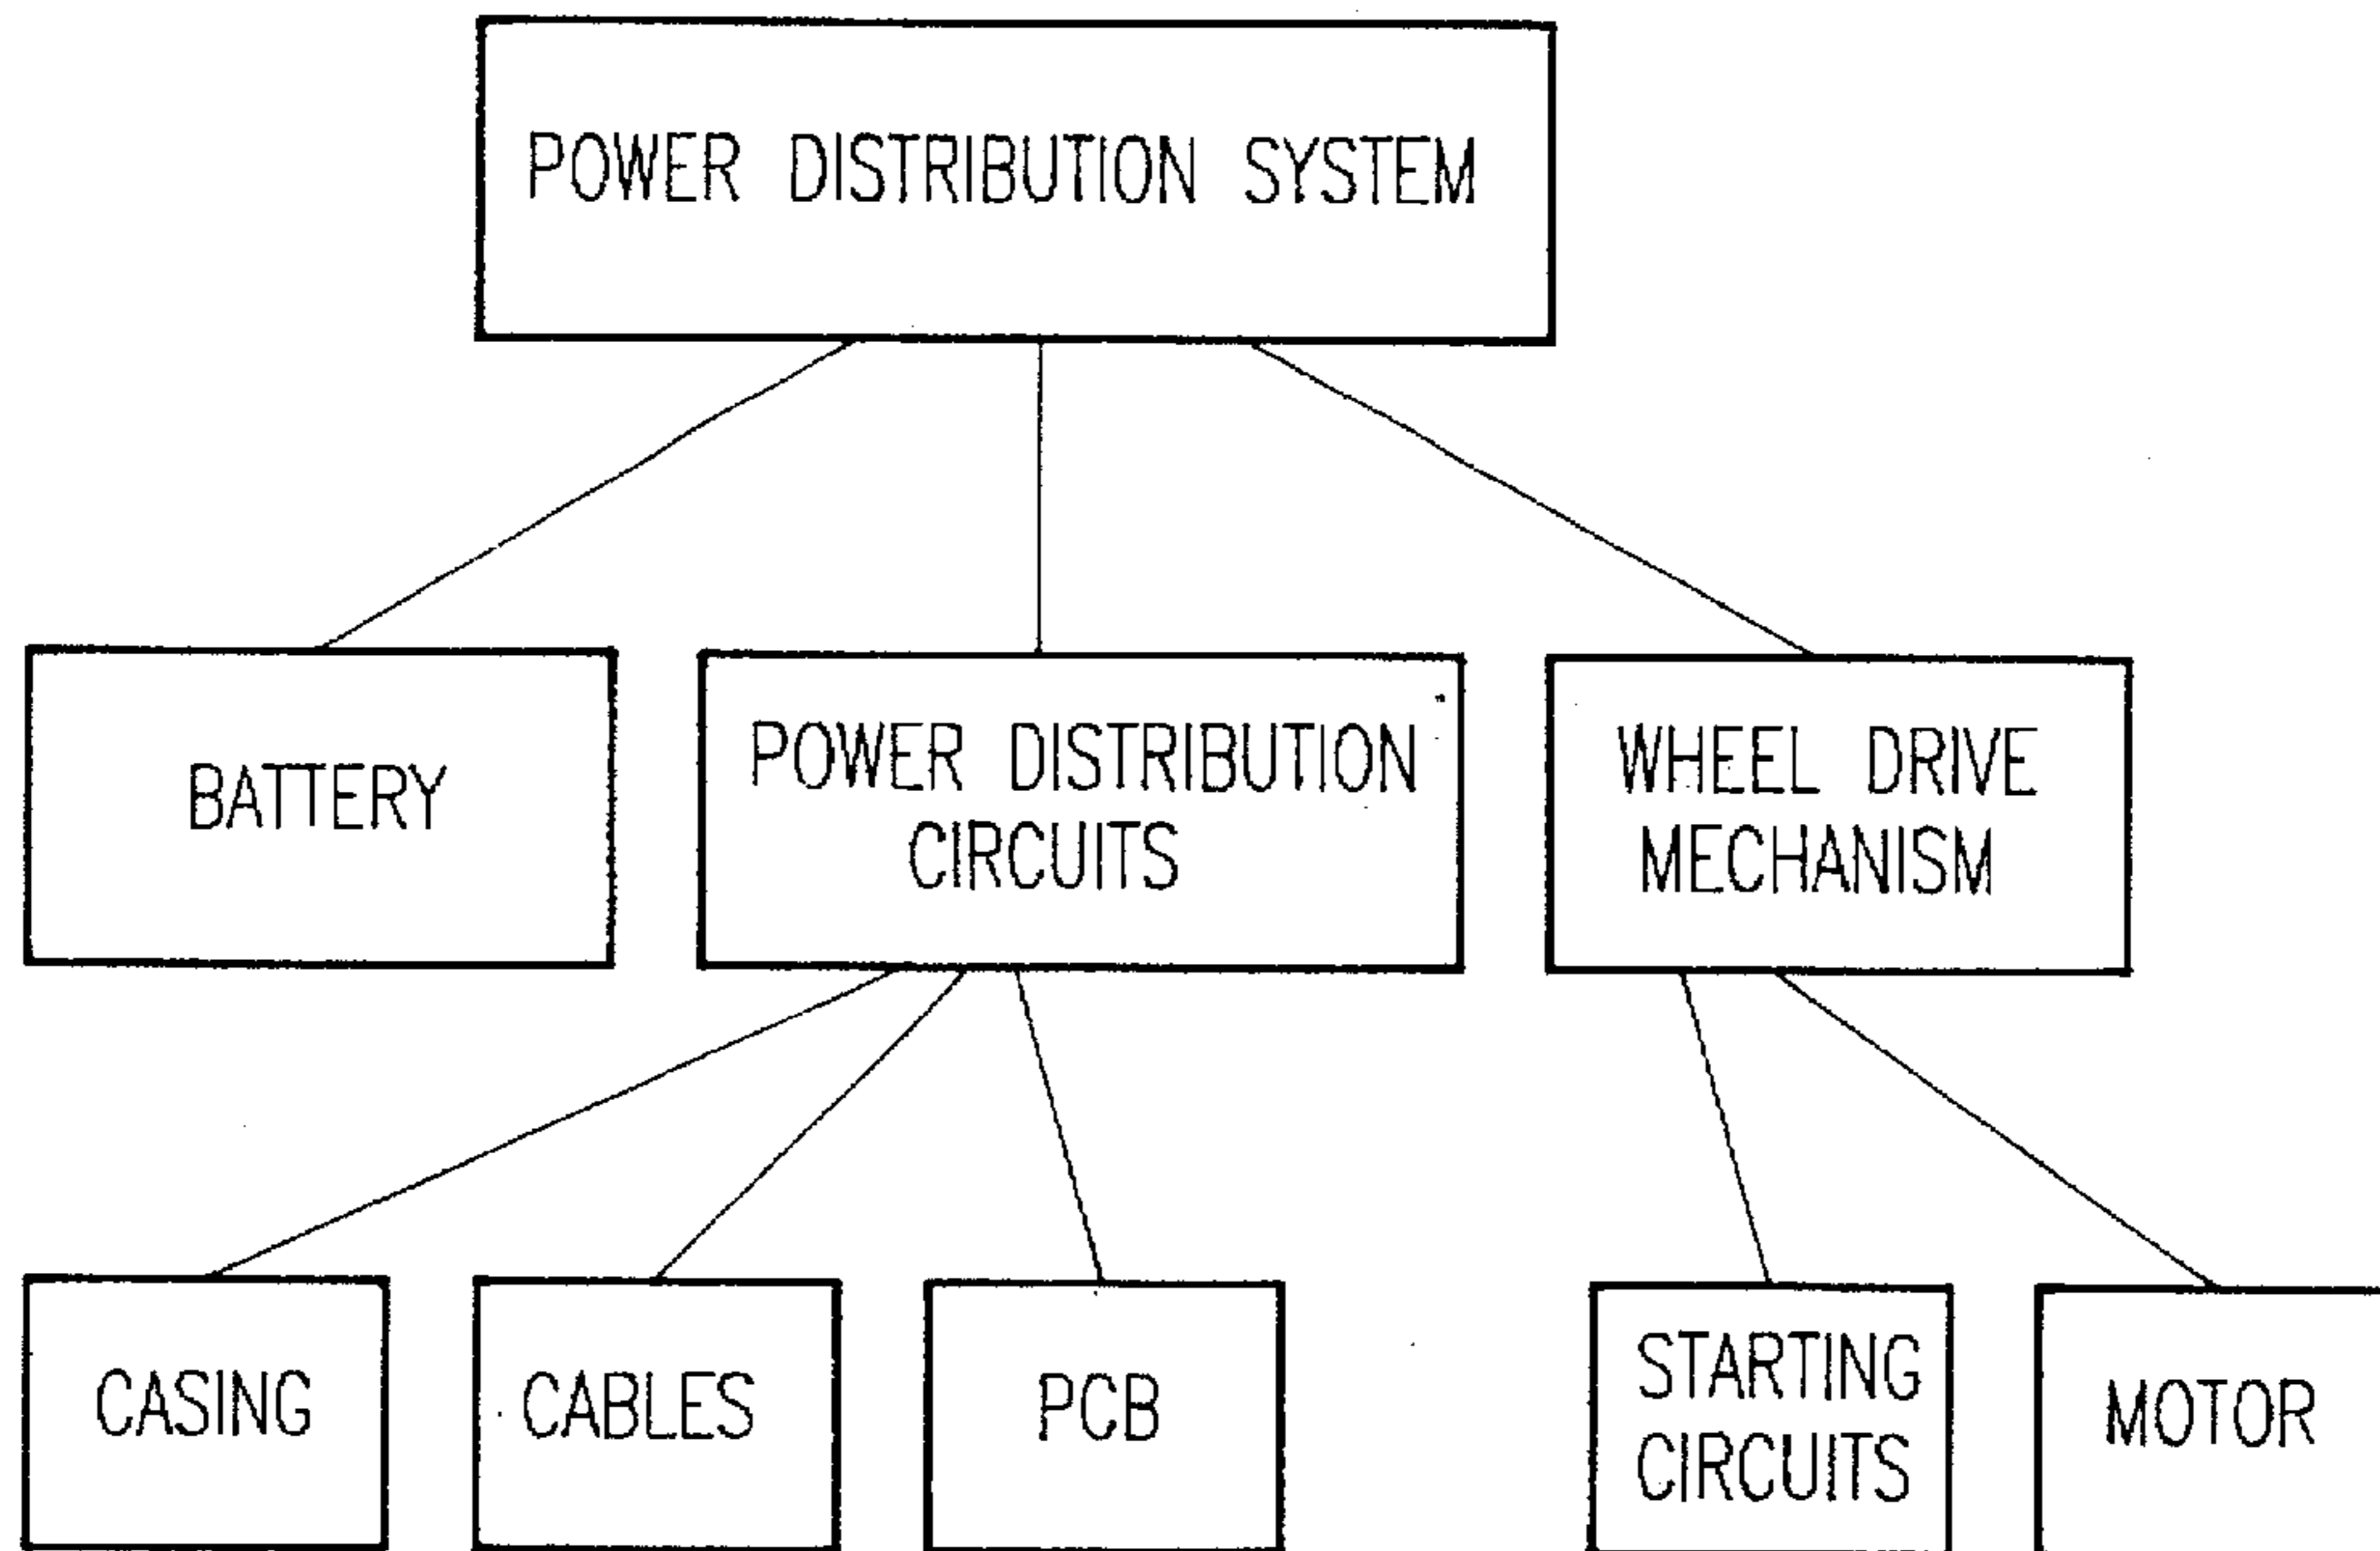 POWER DISTRIBUTION SYSTEM
BATTERY
POWER DISTRIBUTION
CIRCUITS
WHEEL DRIVE
MECHANISM
CASING
CABLES
PCB
STARTING
CIRCUITS
MOTOR